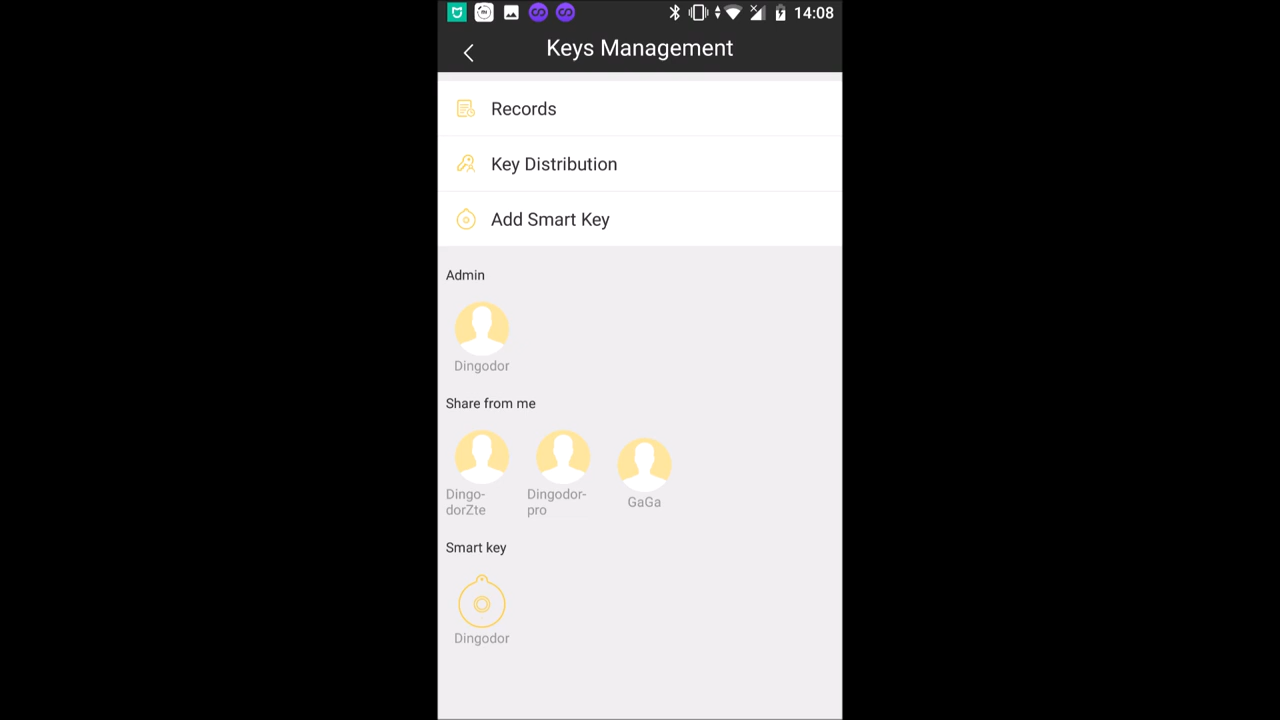 14:08
Keys Management
Records
Key Distribution
Add Smart Key
Admin
Dingodor
Share from me
Dingo-
dorZte
Dingodor-
pro
GaGa
Smart key
Dingodor